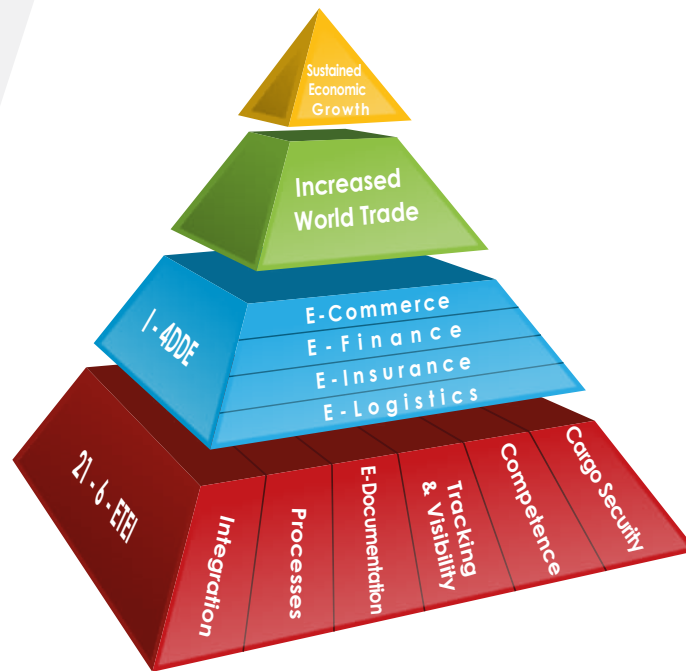 Sustained
Economic
Growth
Increased
World Trade
I - 4DDE
E-Commerce
E - Finance
E-Insurance
E-Logistics
21 - 6 - ETEI
Integration
Processes
E-Documentation
Tracking
& Visibility
Competence
Cargo Security